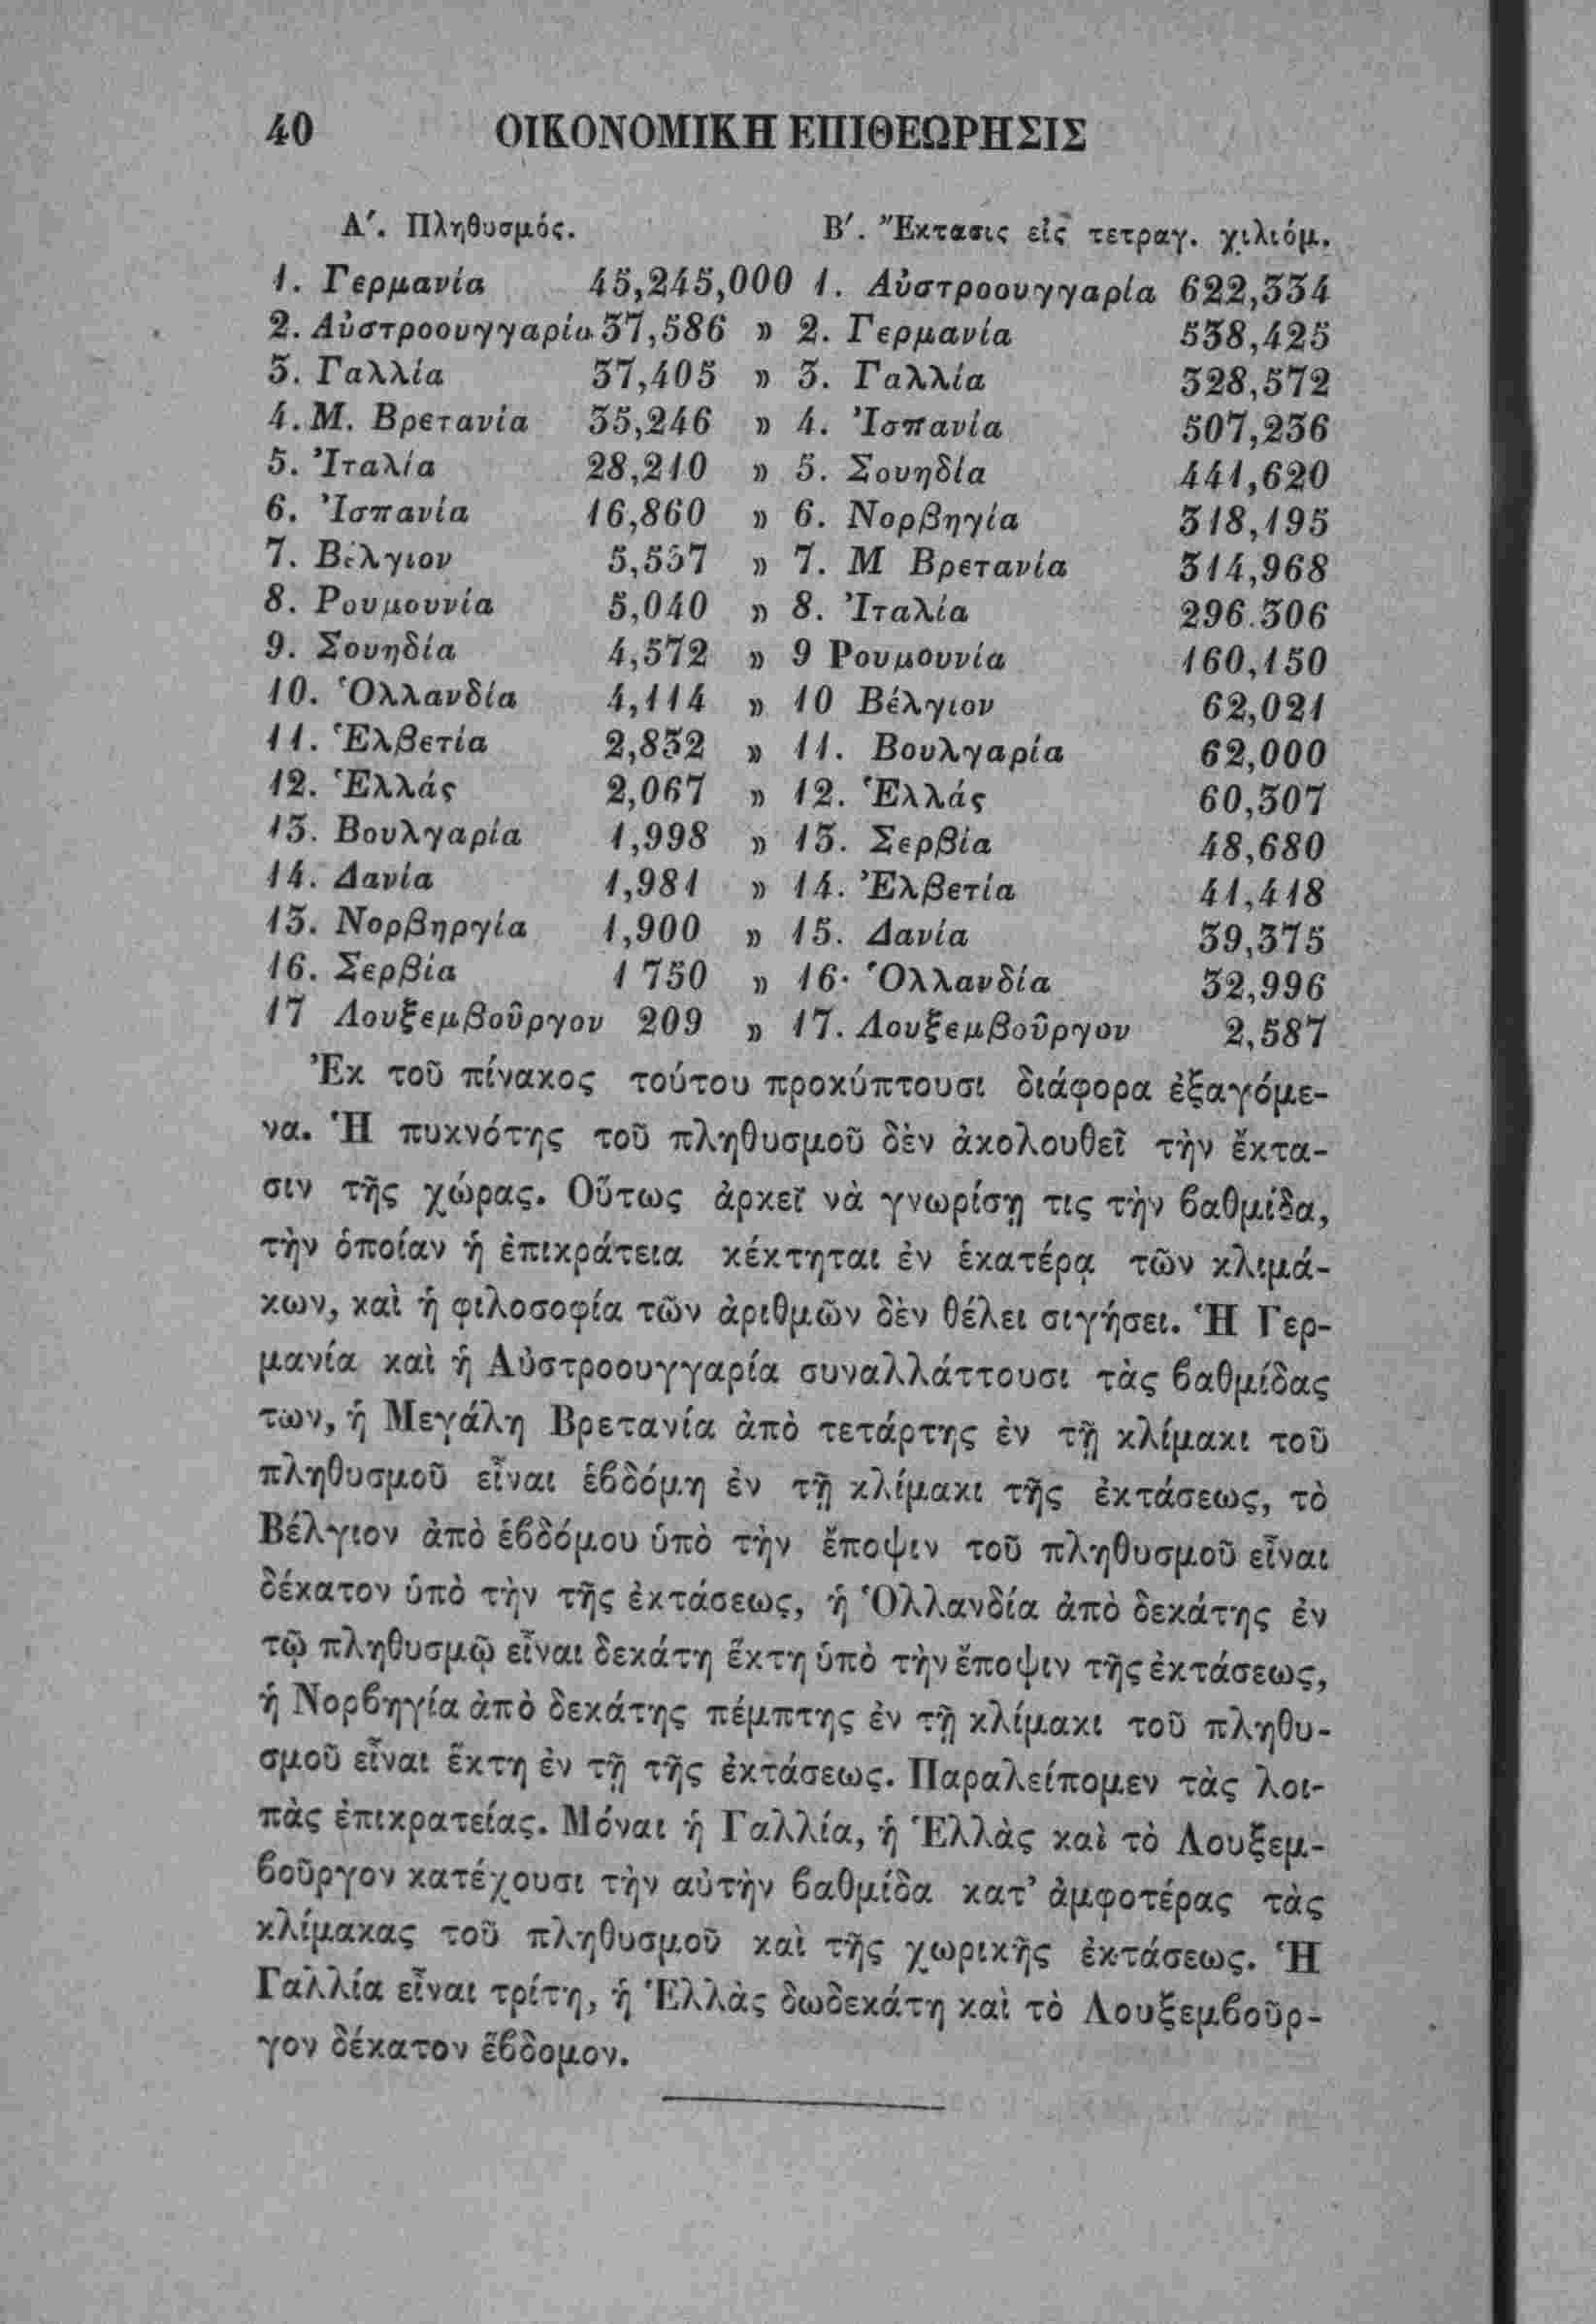 40 ΟΙΚΟΝΟΜΙΚΗ ΕΠΙΘΕΩΡΗΣΙΣ
Α΄. Πληθυσμός. Β΄. Ἔκτασις εἰς τετραγ. χιλιόμ.
1. Γερμανία 45,245,000 1. Αὐστροουγγαρία 622,334
2. Αὐστροουγγαρία 37,586 » 2. Γερμανία 538,425
3. Γαλλία 37,405 » 3. Γαλλία 328,572
4. Μ. Βρετανία 35,246 » 4. Ἰσπανία 507,236
5. Ἰταλία 28,210 » 5. Σουηδία 441,620
6. Ἰσπανία 16,860 » 6. Νορβηγία 318,195
7. Βέλγιον 5,537 » 7. Μ Βρετανία 314,968
8. Ρουμουνία 5,040 » 8. Ἰταλία 296.306
9. Σουηδία 4,572 » 9 Ρουμουνία 160,150
10. Ὁλλανδία 4,114 » 10 Βέλγιον 62,021
11. Ἑλβετία 2,832 » 11. Βουλγαρία 62,000
12. Ἑλλάς 2,067 » 12. Ἑλλάς 60,307
13. Βουλγαρία 1,998 » 13. Σερβία 48,680
14. Δανία 1,981 » 14. Ἐλβετία 41,418
13. Νορβηργία 1,900 » 15. Δανία 39,375
16. Σερβία 1 750 » 16· Ὁλλανδία 32,996
17 Λουξεμβοῦργον 209 » 17. Λουξεμβοῦργον 2,587
Ἐκ τοῦ πίνακος τούτου προκύπτουσι διάφορα ἐξαγόμε-
να. Ἡ πυκνότης τοῦ πληθυσμοῦ δὲν ἀκολουθεῖ τὴν ἔκτα-
σιν τῆς χώρας. Οὕτως ἀρκεῖ νὰ γνωρίσῃ τις τὴν βαθμίδα,
τὴν ὁποίαν ἡ ἐπικράτεια κέκτηται ἐν ἑκατέρᾳ τῶν κλιμά-
κων, καὶ ἡ φιλοσοφία τῶν ἀριθμῶν δὲν θέλει σιγήσει. Ἡ Γερ-
μανία καὶ ἡ Αὐστροουγγαρία συναλλάττουσι τὰς βαθμίδας
των, ἡ Μεγάλη Βρετανία ἀπὸ τετάρτης ἐν τῇ κλίμακι τοῦ
πληθυσμοῦ εἶναι ἑβδόμη ἐν τῇ κλίμακι τῆς ἐκτάσεως, τὸ
Βέλγιον ἀπὸ ἑβδόμου ὑπὸ τὴν ἔποψιν τοῦ πληθυσμοῦ εἶναι
δέκατον ὑπὸ τὴν τῆς ἐκτάσεως, ἡ Ὁλλανδία ἀπὸ δεκάτης ἐν
τῷ πληθυσμῷ εἶναι δεκάτη ἕκτη ὑπὸ τὴν ἔποψιν τῆς ἐκτάσεως,
ἡ Νορβηγία ἀπὸ δεκάτης πέμπτης ἐν τῇ κλίμακι τοῦ πληθυ-
σμοῦ εἶναι ἕκτη ἐν τῇ τῆς ἐκτάσεως. Παραλείπομεν τὰς λοι-
πὰς ἐπικρατείας. Μόναι ἡ Γαλλία, ἡ Ἑλλὰς καὶ τὸ Λουξεμ-
βοῦργον κατέχουσι τὴν αὐτὴν βαθμίδα κατ’ ἀμφοτέρας τὰς
κλίμακας τοῦ πληθυσμοῦ καὶ τῆς χωρικῆς ἐκτάσεως. Ἡ
Γαλλία εἶναι τρίτη, ἡ Ἑλλὰς δωδεκάτη καὶ τὸ Λουξεμβοῦρ-
γον δέκατον ἕβδομον.